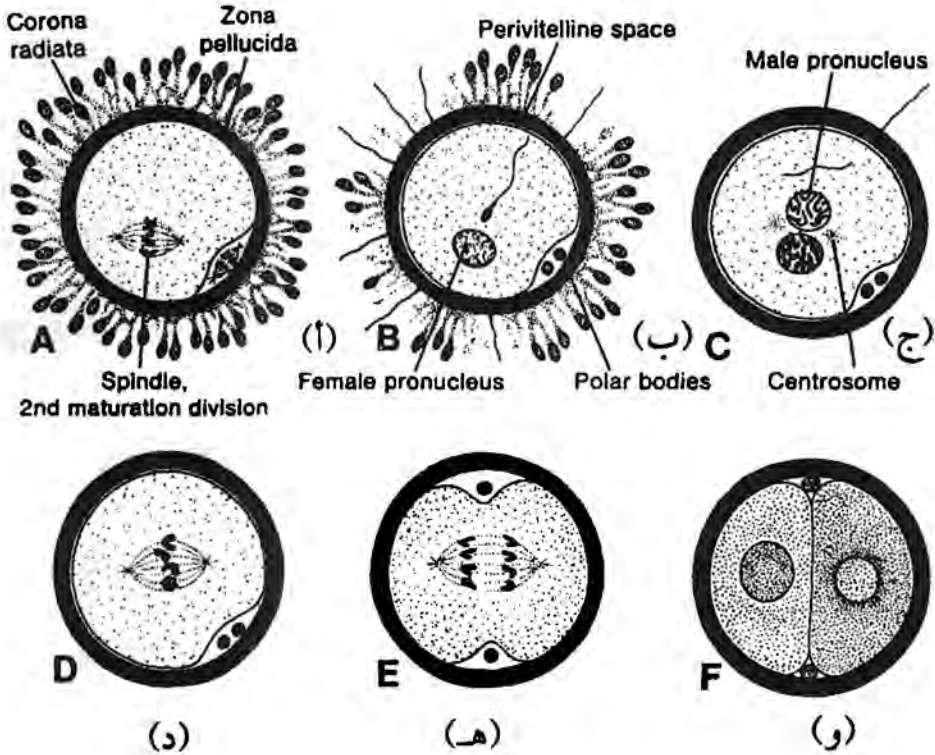 Corona
radiata
Zona
pellucida
Perivitelline space
Male pronucleus
A
(أ)
B
(ب)
C
(ج)
Spindle,
2nd maturation division
Female pronucleus
Polar bodies
Centrosome
D
E
F
(د)
(هـ)
(و)